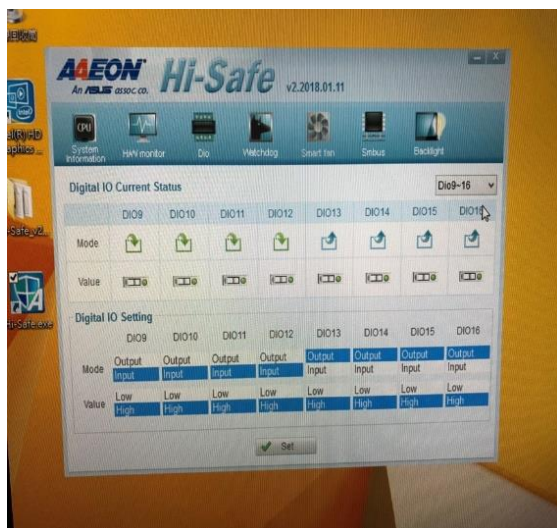 AAEON
An ASUS assoc. co.
Hi-Safe v2.2018.01.11
CPU
System Information
H/W monitor
Dio
Watchdog
Smart fan
Smbus
Backlight
Digital IO Current Status
Dio9~16
DIO9 DIO10 DIO11 DIO12 DIO13 DIO14 DIO15 DIO16
Mode
Value
Digital IO Setting
DIO9 DIO10 DIO11 DIO12 DIO13 DIO14 DIO15 DIO16
Output Output Output Output Output Output Output Output
Mode
Input Input Input Input Input Input Input Input
Low Low Low Low Low Low Low Low
Value
High High High High High High High High
Set
-Safe_v2...
Hi-Safe.exe